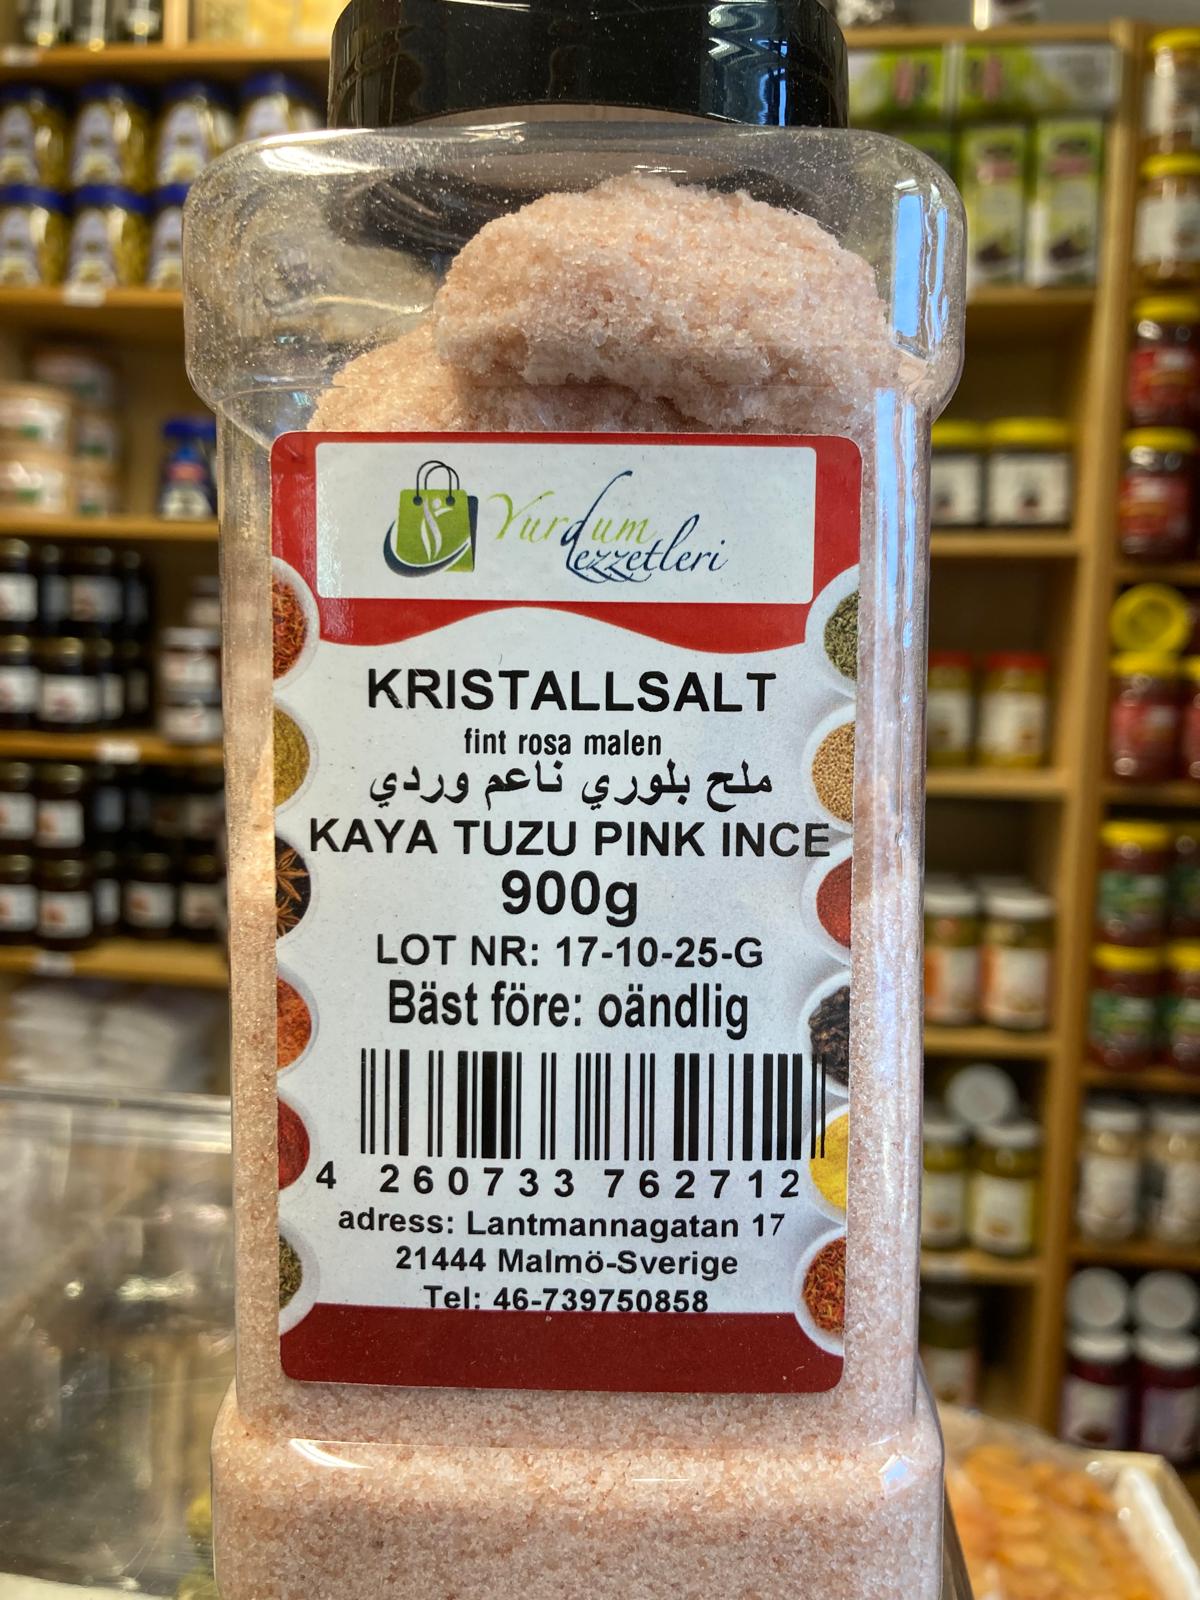 Yurdum
Lezzetleri
KRISTALLSALT
fint rosa malen
ملح بلوري ناعم وردي
KAYA TUZU PINK INCE
900g
LOT NR: 17-10-25-G
Bäst före: oändlig
4 260733 762712
adress: Lantmannagatan 17
21444 Malmö-Sverige
Tel: 46-739750858